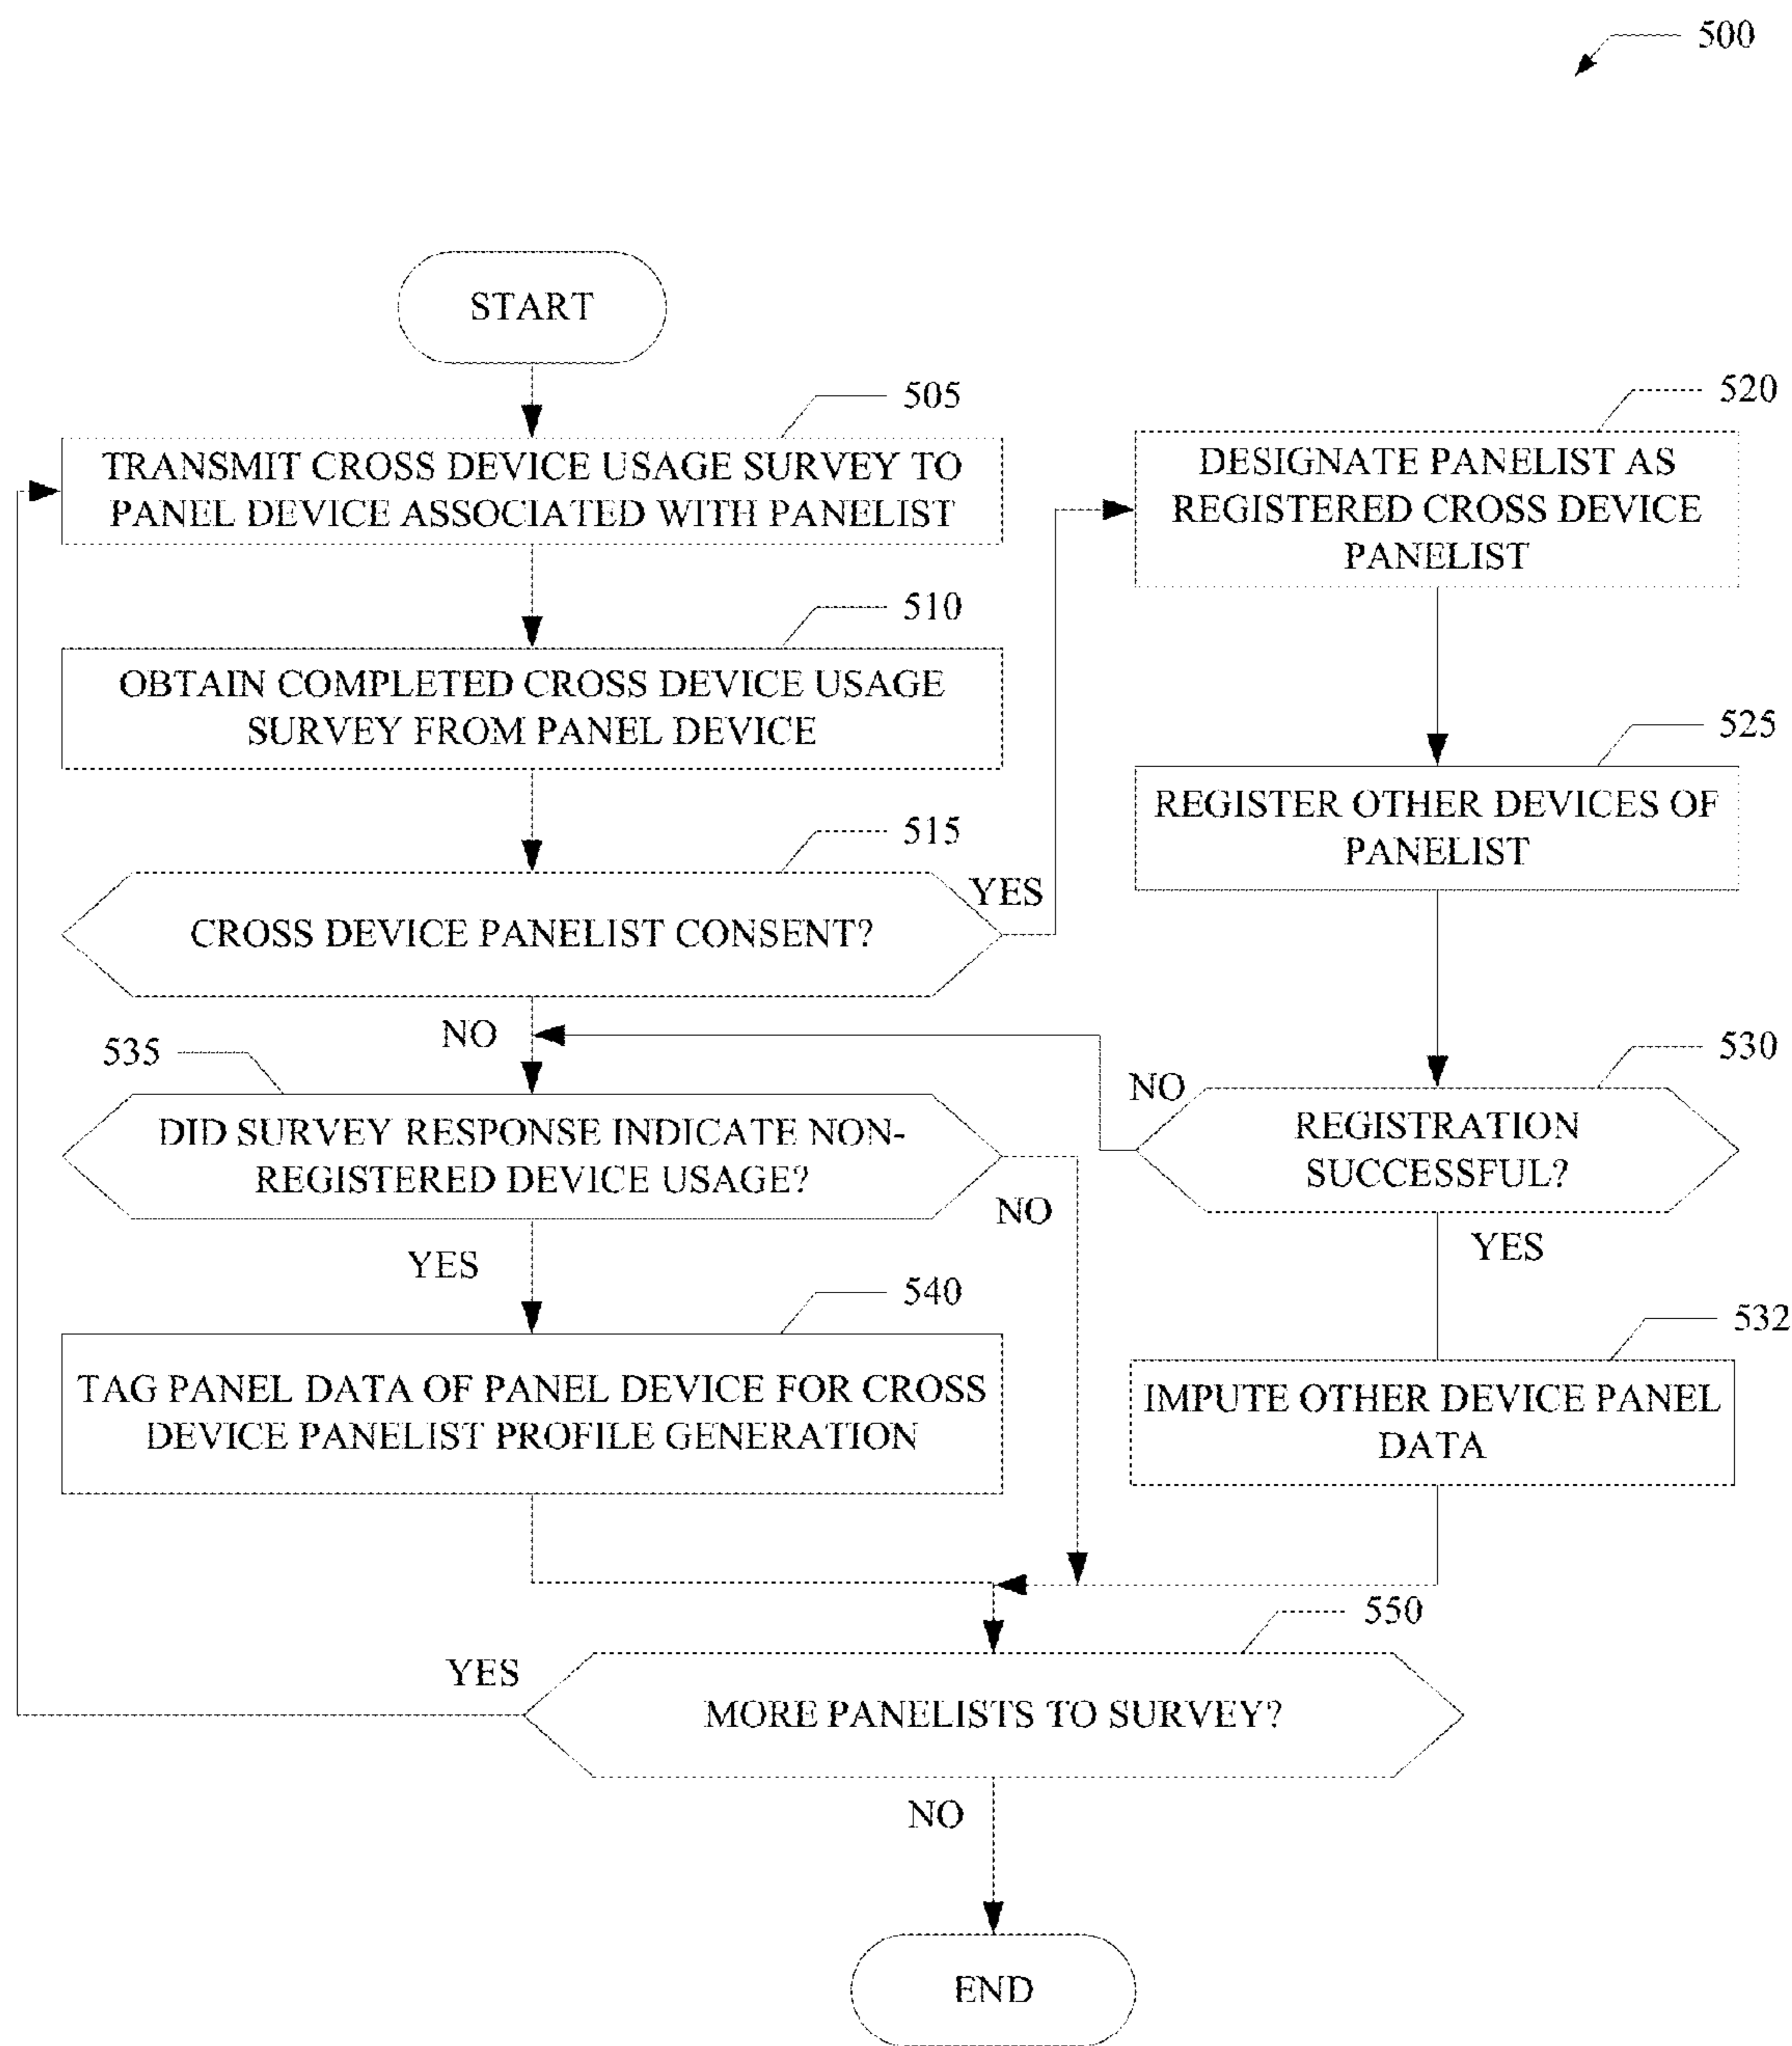 500
START
505
TRANSMIT CROSS DEVICE USAGE SURVEY TO
PANEL DEVICE ASSOCIATED WITH PANELIST
510
OBTAIN COMPLETED CROSS DEVICE USAGE
SURVEY FROM PANEL DEVICE
515
CROSS DEVICE PANELIST CONSENT?
YES
NO
520
DESIGNATE PANELIST AS
REGISTERED CROSS DEVICE
PANELIST
525
REGISTER OTHER DEVICES OF
PANELIST
530
REGISTRATION
SUCCESSFUL?
NO
YES
532
IMPUTE OTHER DEVICE PANEL
DATA
535
DID SURVEY RESPONSE INDICATE NON-
REGISTERED DEVICE USAGE?
NO
YES
540
TAG PANEL DATA OF PANEL DEVICE FOR CROSS
DEVICE PANELIST PROFILE GENERATION
550
MORE PANELISTS TO SURVEY?
YES
NO
END